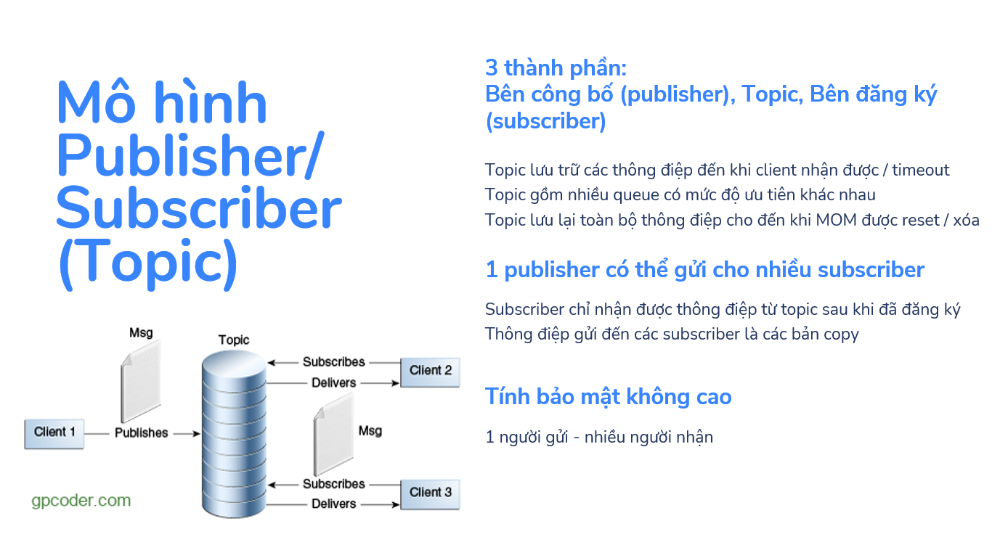 Mô hình
Publisher/
Subscriber
(Topic)
3 thành phần:
Bên công bố (publisher), Topic, Bên đăng ký
(subscriber)
Topic lưu trữ các thông điệp đến khi client nhận được / timeout
Topic gồm nhiều queue có mức độ ưu tiên khác nhau
Topic lưu lại toàn bộ thông điệp cho đến khi MOM được reset / xóa
1 publisher có thể gửi cho nhiều subscriber
Subscriber chỉ nhận được thông điệp từ topic sau khi đã đăng ký
Thông điệp gửi đến các subscriber là các bản copy
Tính bảo mật không cao
1 người gửi - nhiều người nhận
Msg
Topic
Subscribes
Client 2
Delivers
Client 1
Publishes
Msg
Subscribes
Client 3
Delivers
gpcoder.com